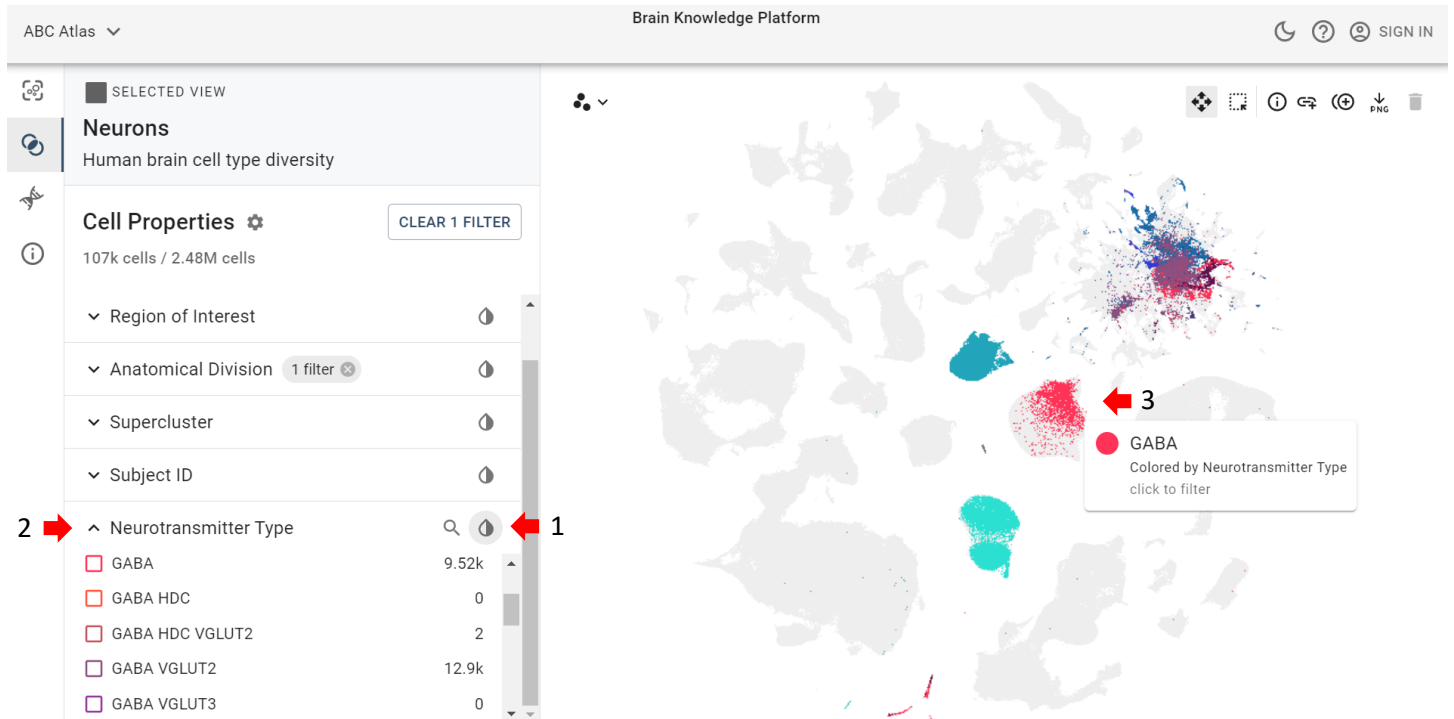 Brain Knowledge Platform
ABC Atlas
SIGN IN
SELECTED VIEW
Neurons
Human brain cell type diversity
PNG
Cell Properties
CLEAR 1 FILTER
107k cells / 2.48M cells
Region of Interest
Anatomical Division 1 filter
Supercluster
Subject ID
2 Neurotransmitter Type 1
GABA 9.52k
GABA HDC 0
GABA HDC VGLUT2 2
GABA VGLUT2 12.9k
GABA VGLUT3 0
3
GABA
Colored by Neurotransmitter Type
click to filter